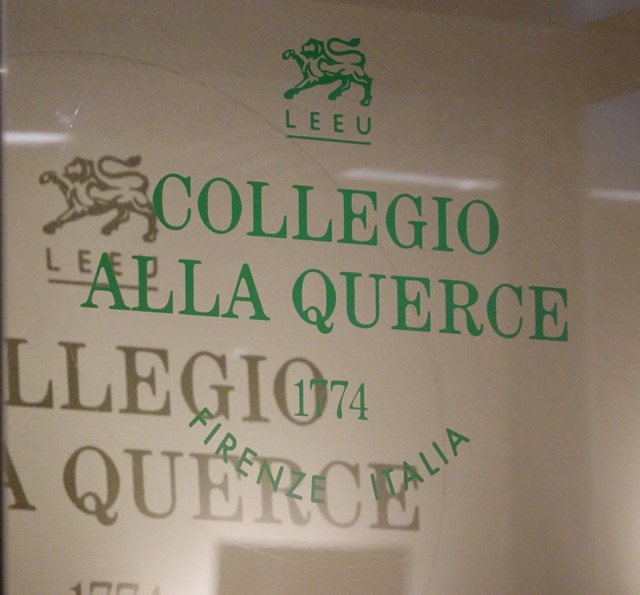 LEEU
COLLEGIO
ALLA QUERCE
1774
FIRENZE ITALIA